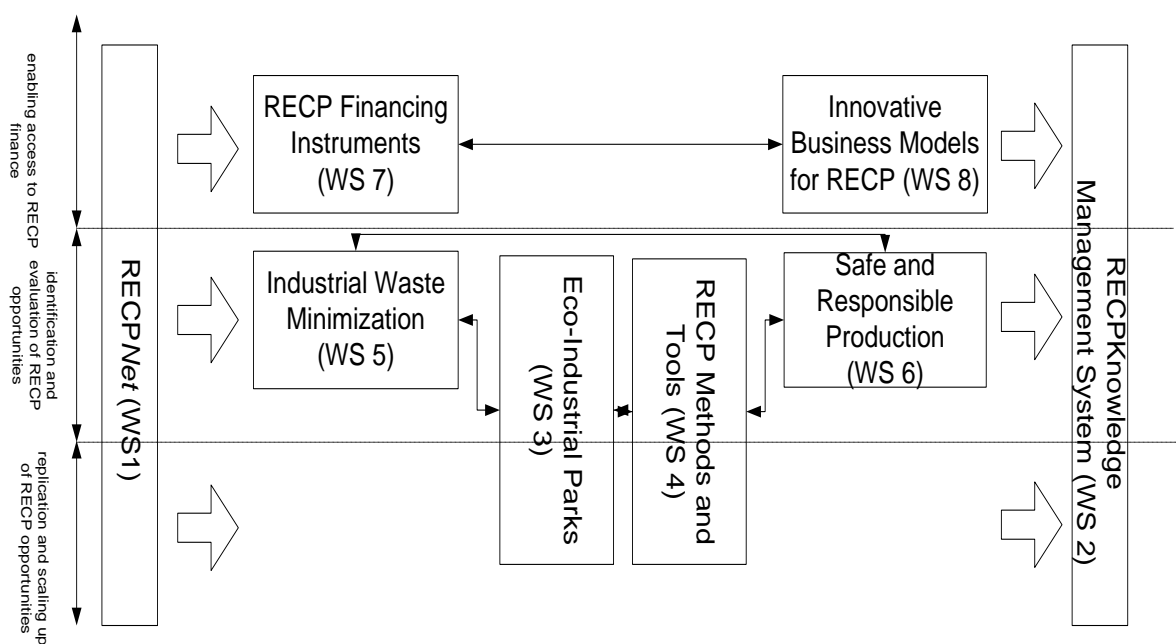 enabling access to RECP
finance
identification and
evaluation of RECP
opportunities
replication and scaling up
of RECP opportunities
RECPNet (WS1)
RECP Financing
Instruments
(WS 7)
Innovative
Business Models
for RECP (WS 8)
Industrial Waste
Minimization
(WS 5)
Eco-Industrial Parks
(WS 3)
RECP Methods and
Tools (WS 4)
Safe and
Responsible
Production
(WS 6)
RECPKnowledge
Management System (WS 2)